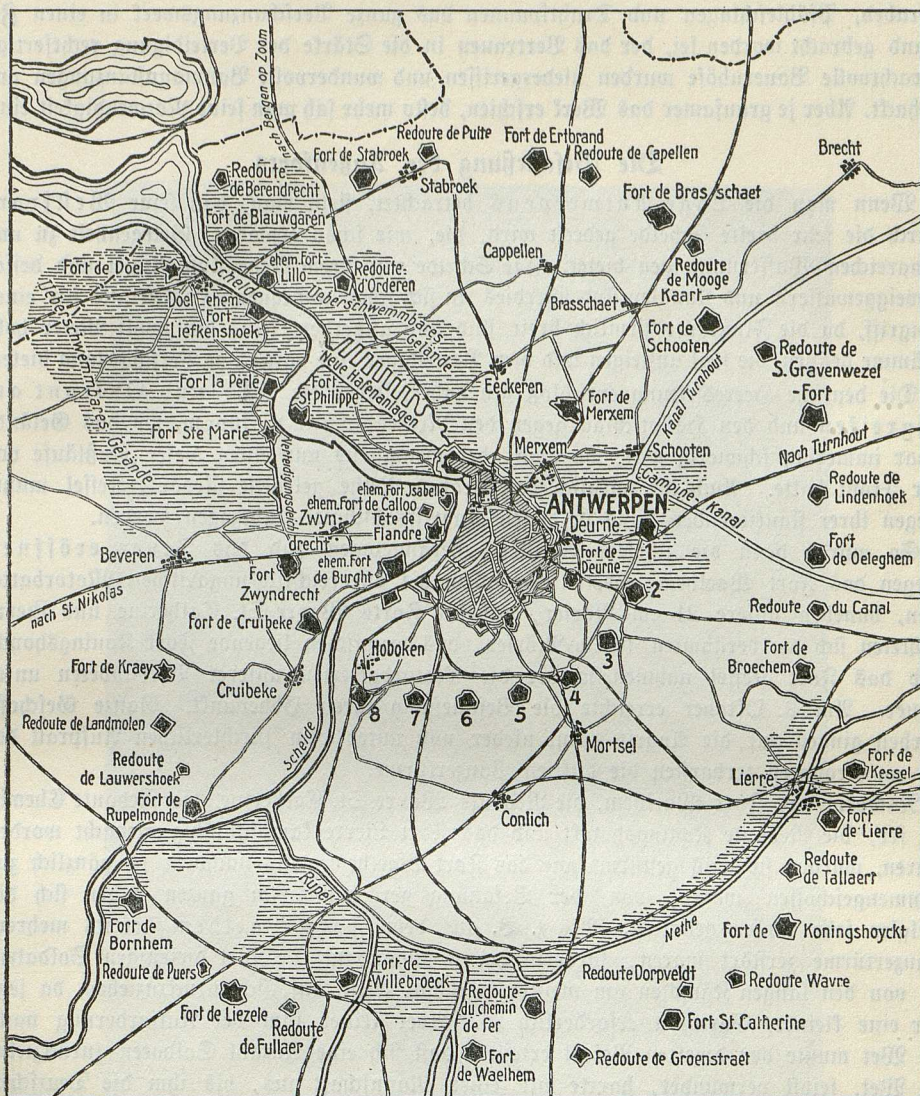 nach Bergen op Zoom
Redoute de Putte
Fort de Ertbrand
Redoute de Capellen
Brecht
Fort de Stabroek
Stabroek
Redoute
de Berendrecht
Fort de Blauwgaren
Fort de Brasschaet
Fort de Doel
Schelde
ehem. Fort
Lillo
Redoute
d'Orderen
Cappellen
Redoute
de Mooge
Kaart
Doel
ehem.
Fort
Liefkenshoek
Ueberschwemmbares
Gelände
Brasschaet
Fort de
Schooten
Ueberschwemmbares
Gelände
Neue Hafenanlagen
Redoute de
S. Gravenwezel
Fort la Perle
Fort
St Philippe
Eeckeren
Fort de
Merxem
Kanal Turnhout
Fort
Fort Ste Marie
Merxem
Schooten
Nach Turnhout
Verteidigungsdeich
Campine-Kanal
Redoute de
Lindenhoek
ehem. Fort Jsabelle
ehem. fort de Calloo
Tête de
Flandre
Zwyn-
drecht
ANTWERPEN
Deurne
1
Fort de
Deurne
Fort
de Oeleghem
Beveren
nach St. Nikolas
Fort
Zwyndrecht
ehem. Fort
de Burght
2
Redoute du Canal
Fort de Cruibeke
3
Fort de
Broechem
Hoboken
Fort de Kraey
Cruibeke
8
7
6
5
4
Redoute de Landmolen
Schelde
Mortsel
Redoute
de Lauwershoek
Lierre
Fort de
Kessel
Fort de
Rupelmonde
Conlich
Fort
de Lierre
Redoute
de Tallaert
Rupel
Fort de
Bornhem
Nethe
Fort de Koningshoyckt
Redoute de Puers
Fort de
Willebroeck
Redoute Dorpveldt
Redoute Wavre
Fort de Liezele
Redoute
de Fullaer
Redoute
du chemin
de Fer
Fort St. Catherine
Fort
de Waelhem
Redoute de Groenstraet